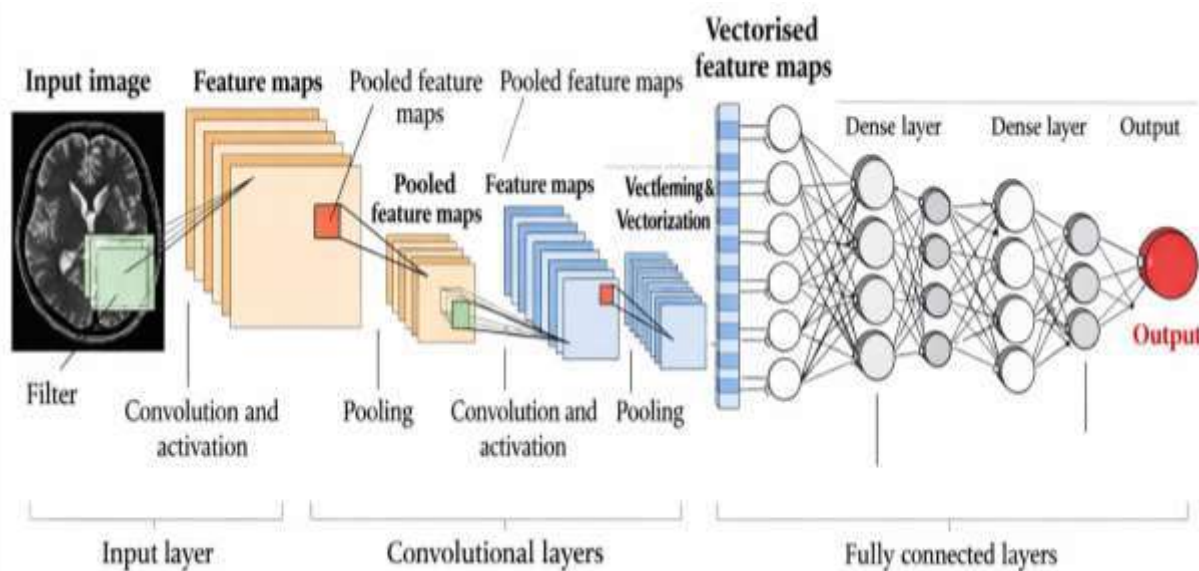 Input image
Feature maps
Pooled feature
maps
Pooled feature maps
Vectorised
feature maps
Dense layer
Dense layer
Output
Pooled
feature maps
Feature maps
Vectfeming &
Vectorization
Filter
Convolution and
activation
Pooling
Convolution and
activation
Pooling
Output
Input layer
Convolutional layers
Fully connected layers